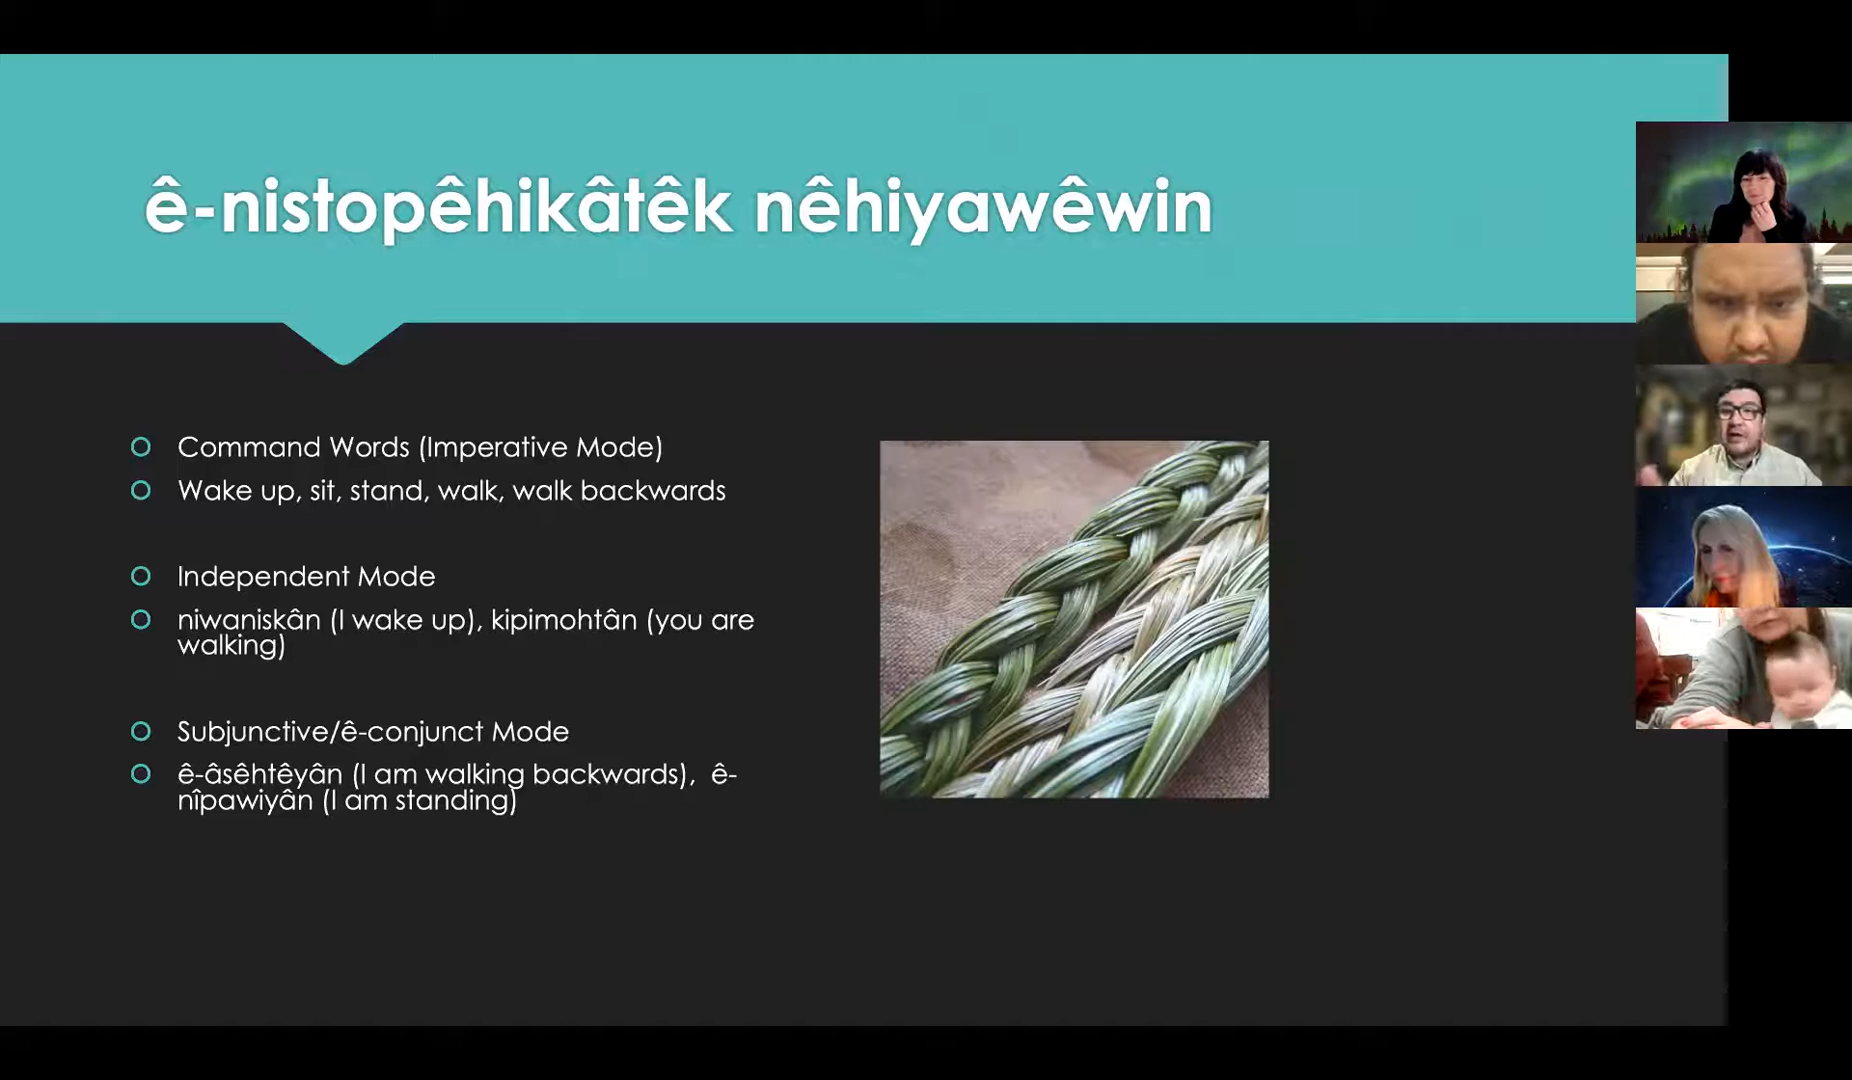 ê-nistopêhikâtêk nêhiyawêwin
Command Words (Imperative Mode)
Wake up, sit, stand, walk, walk backwards
Independent Mode
niwaniskân (I wake up), kipimohtân (you are
walking)
Subjunctive/ê-conjunct Mode
ê-âsêhtêyân (I am walking backwards),  ê-
nîpawiyân (I am standing)